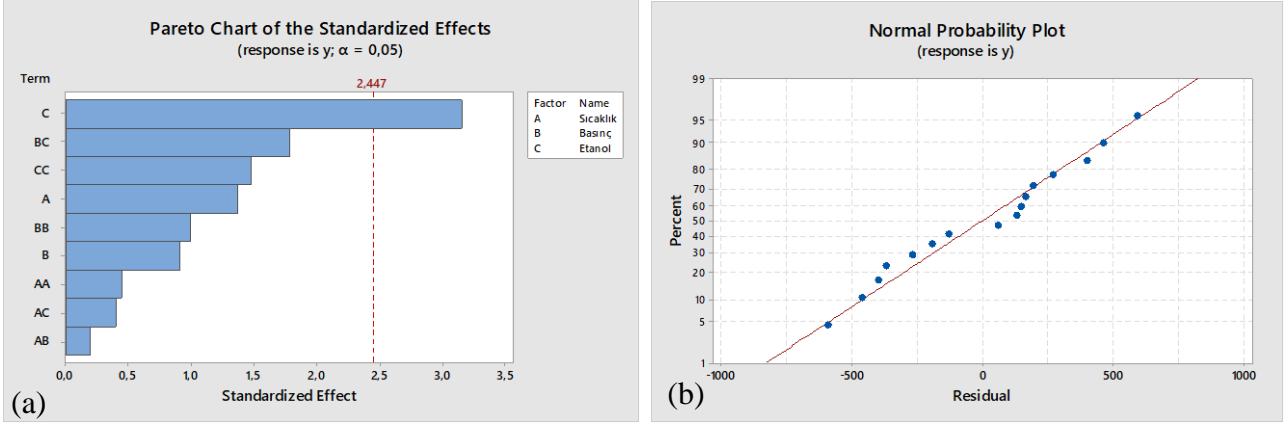 Pareto Chart of the Standardized Effects
(response is y; α = 0,05)
Term
2,447
C
BC
CC
A
BB
B
AA
AC
AB
0,0 0,5 1,0 1,5 2,0 2,5 3,0 3,5
Standardized Effect
Factor Name
A Sıcaklık
B Basınç
C Etanol
(a)
Normal Probability Plot
(response is y)
99
95
90
80
70
60
50
40
30
20
10
5
1
Percent
-1000 -500 0 500 1000
Residual
(b)